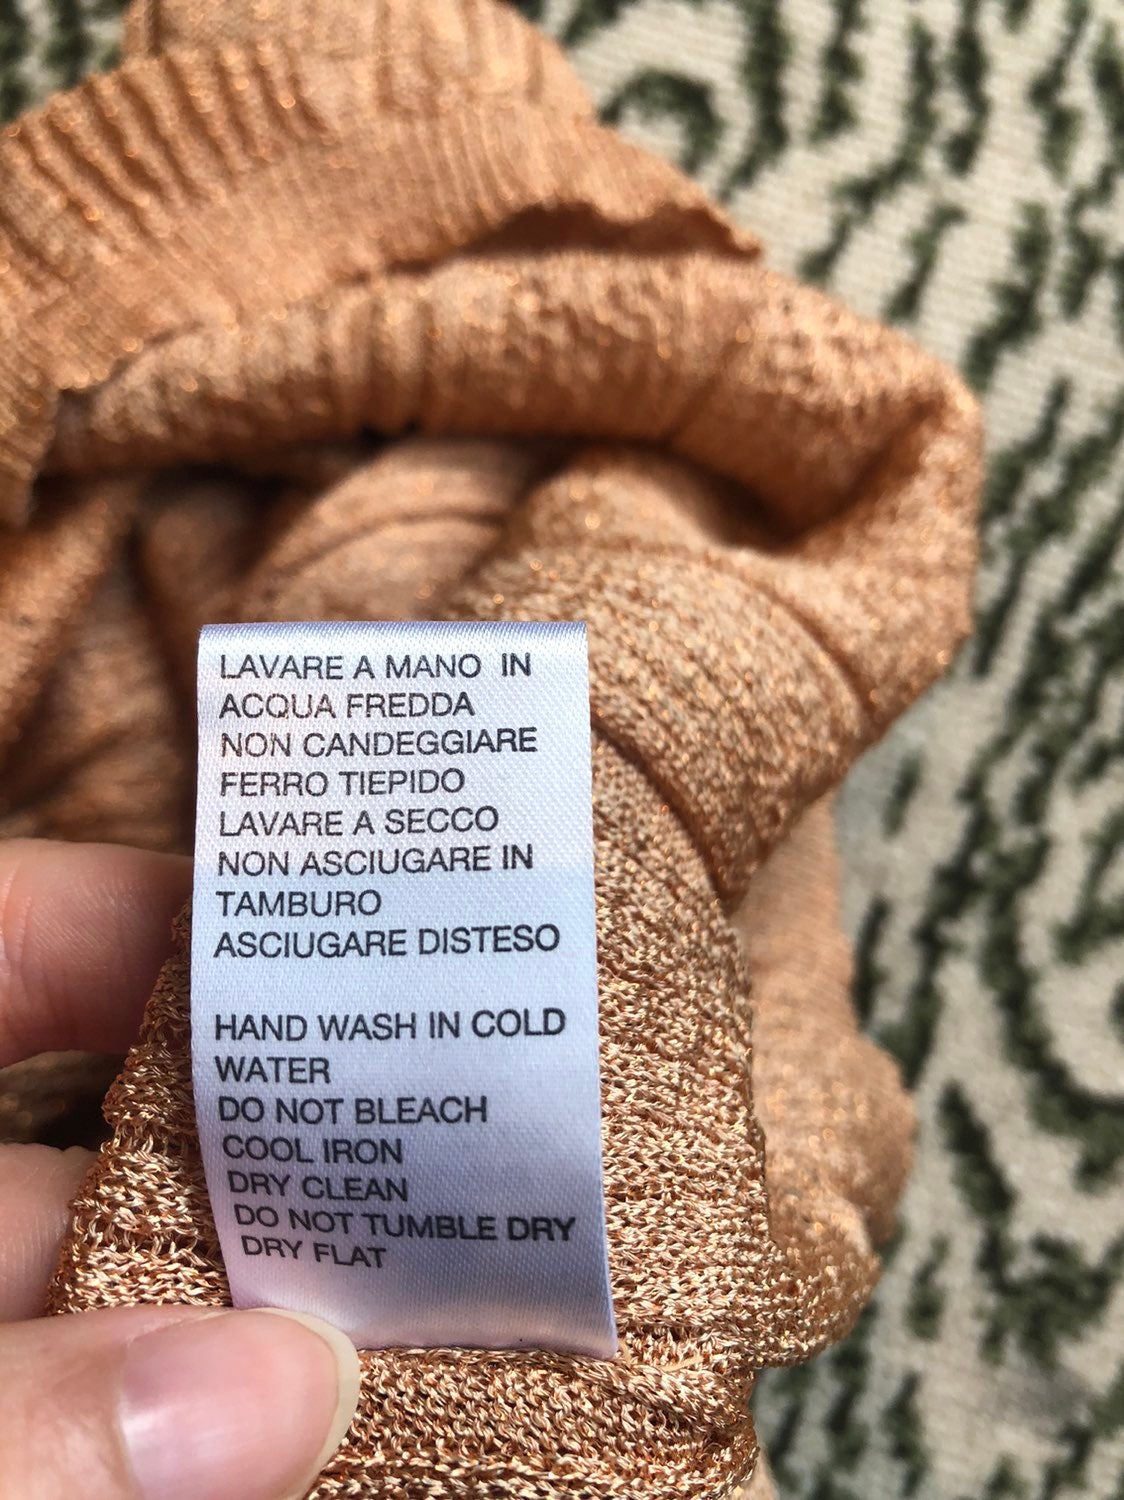 LAVARE A MANO IN
ACQUA FREDDA
NON CANDEGGIARE
FERRO TIEPIDO
LAVARE A SECCO
NON ASCIUGARE IN
TAMBURO
ASCIUGARE DISTESO
HAND WASH IN COLD
WATER
DO NOT BLEACH
COOL IRON
DRY CLEAN
DO NOT TUMBLE DRY
DRY FLAT